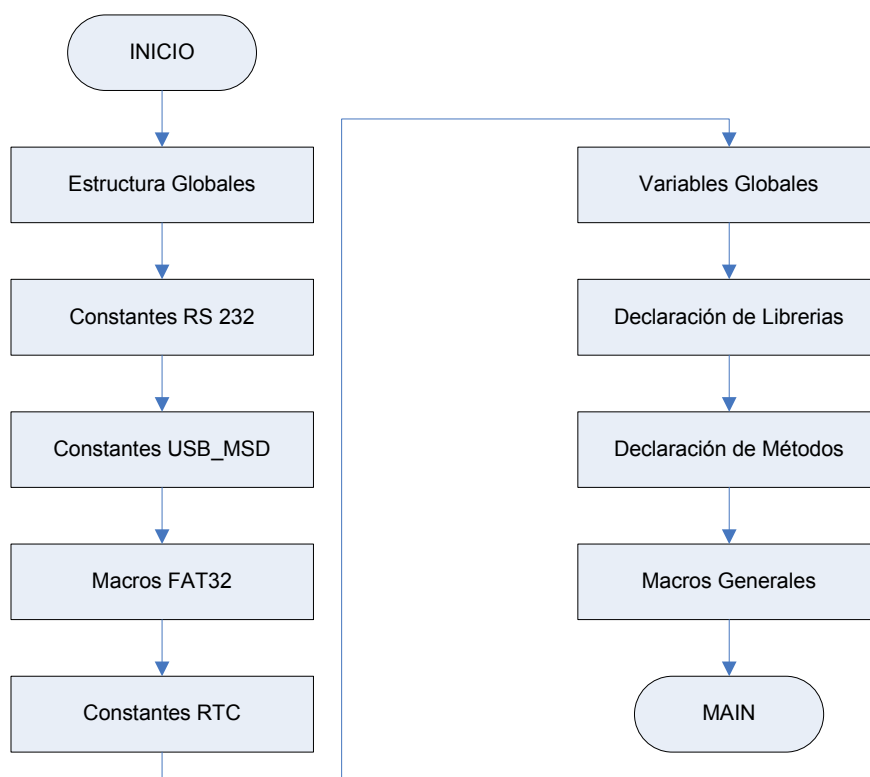 INICIO
Estructura Globales
Constantes RS 232
Constantes USB_MSD
Macros FAT32
Constantes RTC
Variables Globales
Declaración de Librerias
Declaración de Métodos
Macros Generales
MAIN